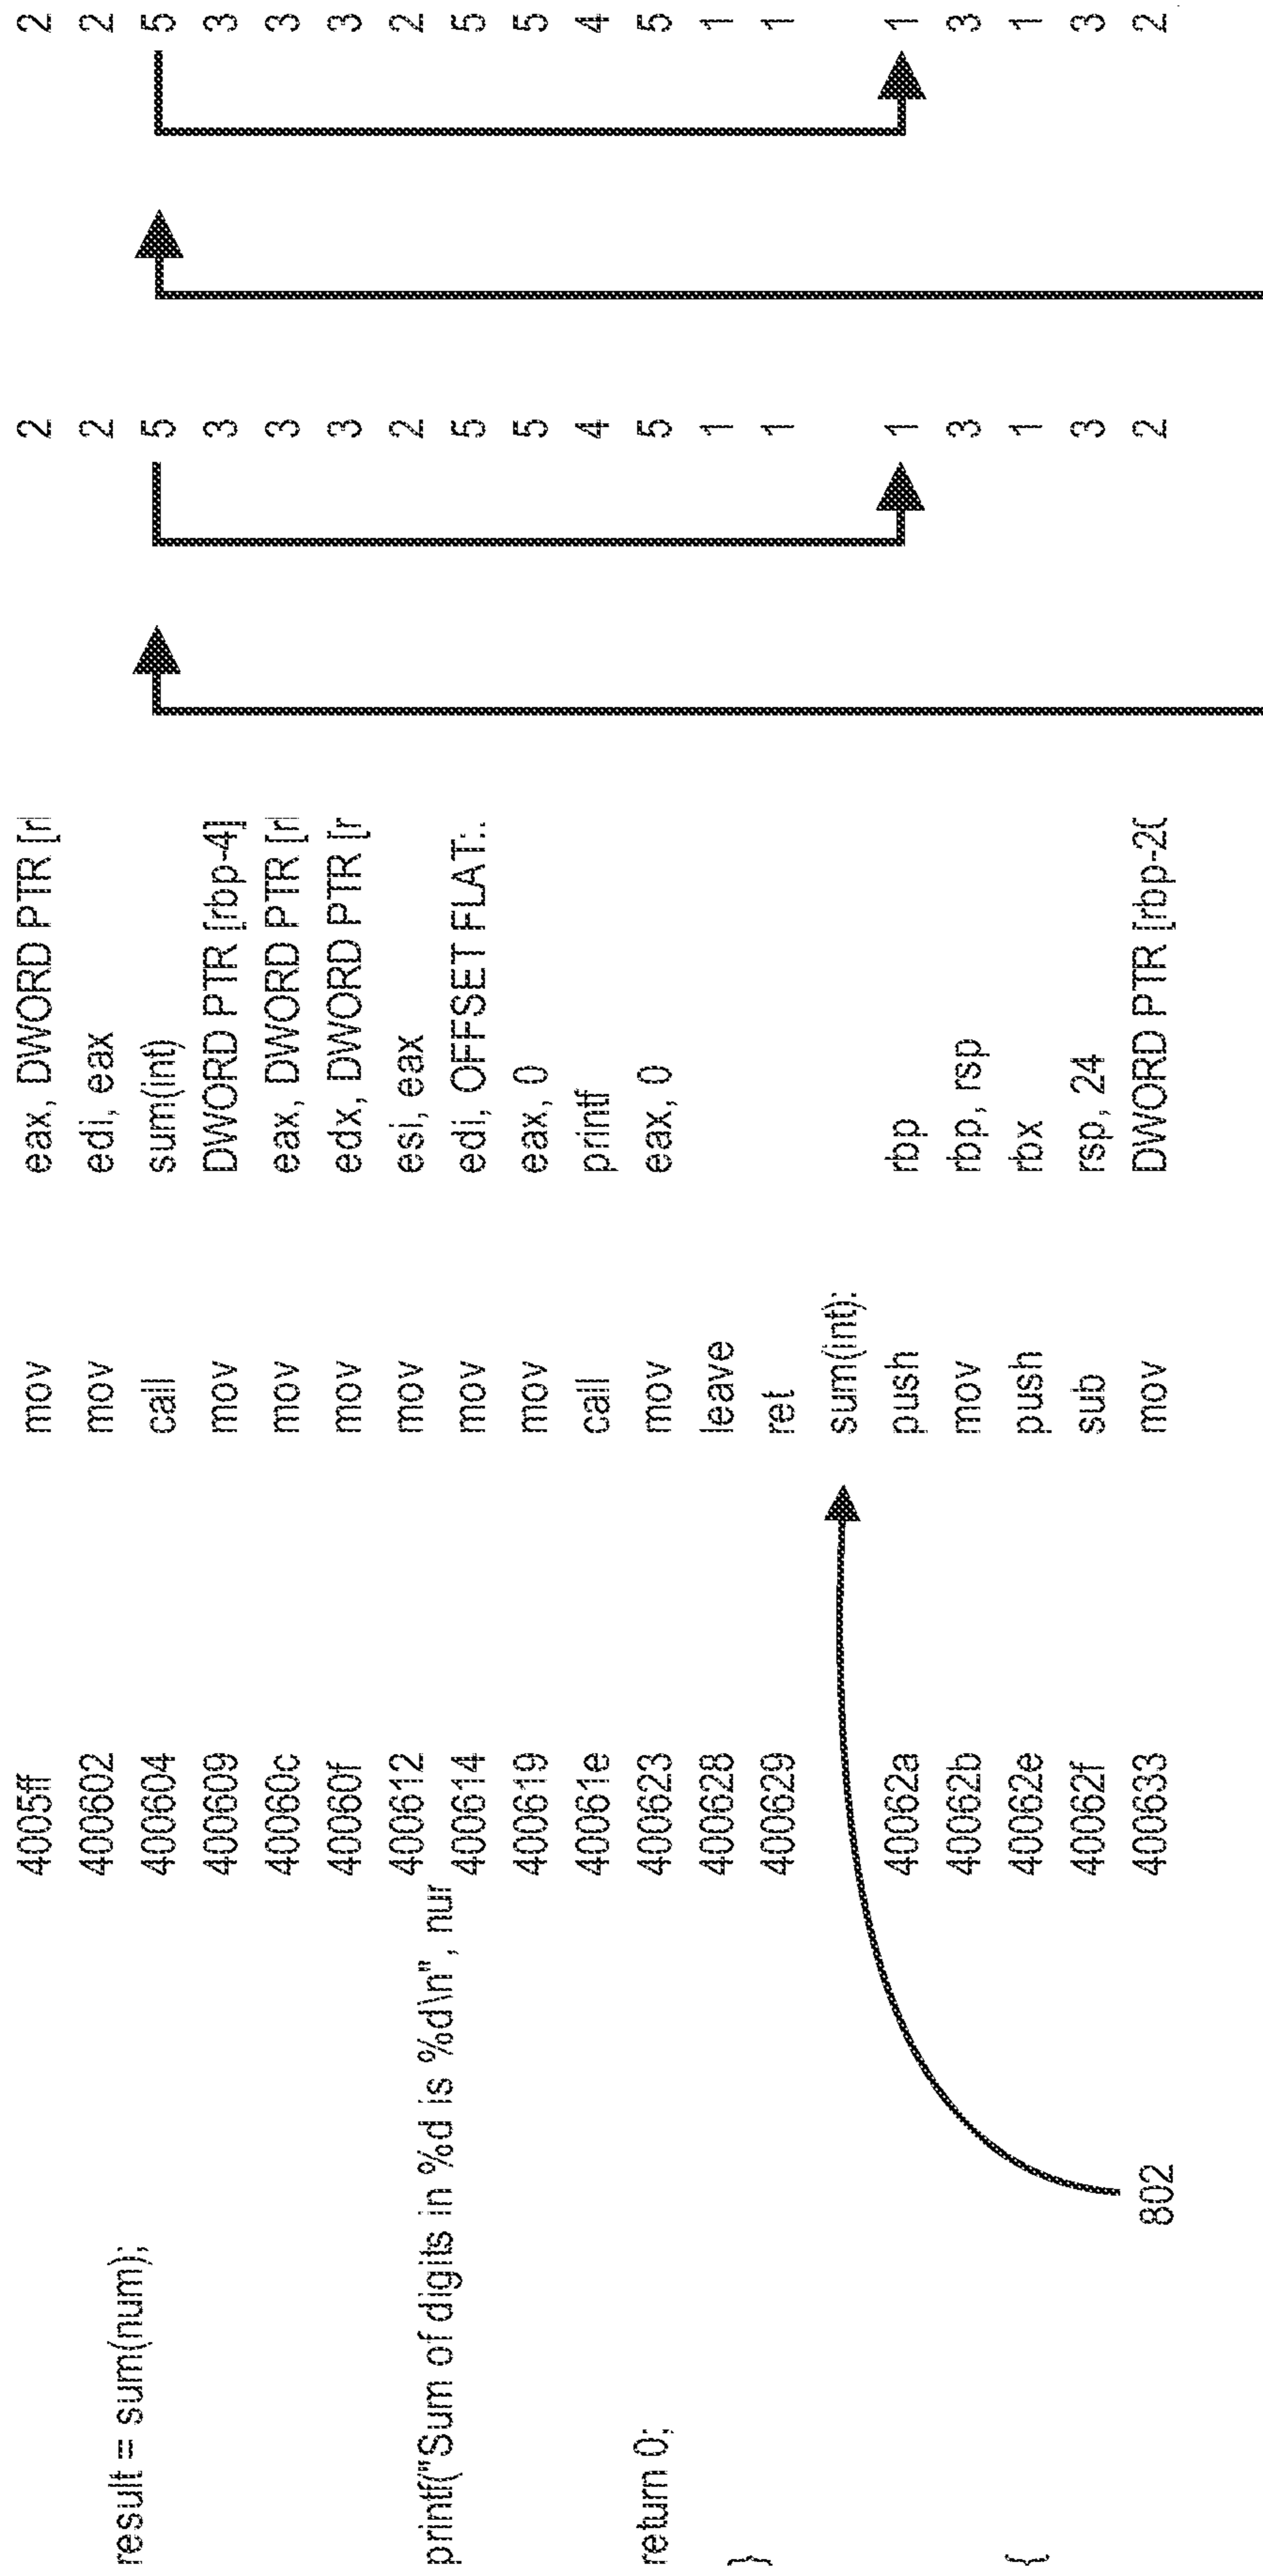 4005ff mov eax, DWORD PTR [r 2 2
400602 mov edi, eax 2 2
result = sum(num); 400604 call sum(int) 5 5
400609 mov DWORD PTR [rbp-4] 3 3
40060c mov eax, DWORD PTR [r 3 3
40060f mov edx, DWORD PTR [r 3 3
400612 mov esi, eax 2 2
printf("Sum of digits in %d is %d\n", nur 400614 mov edi, OFFSET FLAT:. 5 5
400619 mov eax, 0 5 5
40061e call printf 4 4
return 0; 400623 mov eax, 0 5 5
400628 leave 1 1
} 400629 ret 1 1
sum(int):
40062a push rbp 1 1
40062b mov rbp, rsp 3 3
{ 40062e push rbx 1 1
40062f sub rsp, 24 3 3
802 400633 mov DWORD PTR [rbp-2( 2 2